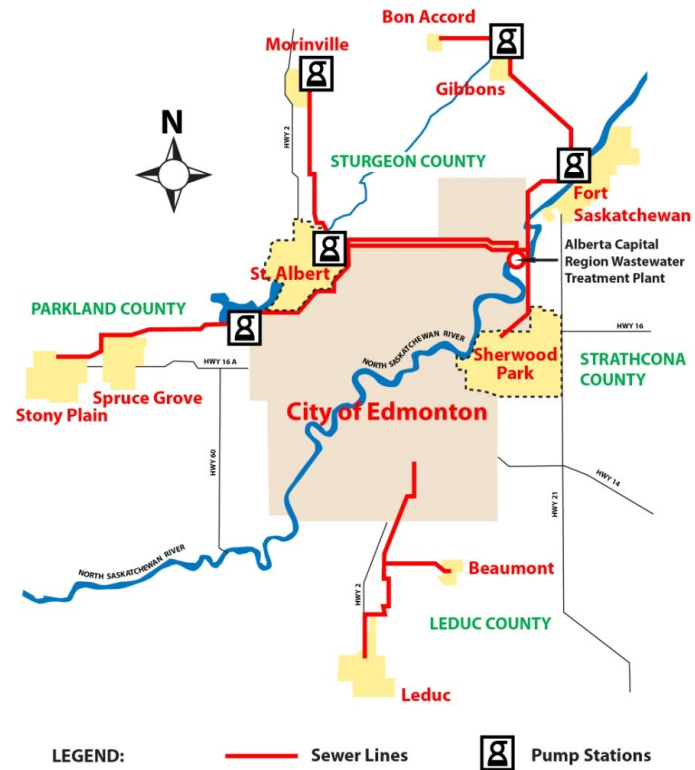 Bon Accord
Morinville
Gibbons
N
HWY 2
STURGEON COUNTY
Fort
Saskatchewan
St. Albert
Alberta Capital
Region Wastewater
Treatment Plant
PARKLAND COUNTY
HWY 16
NORTH SASKATCHEWAN RIVER
Sherwood
Park
STRATHCONA
COUNTY
HWY 16 A
Stony Plain
Spruce Grove
City of Edmonton
HWY 60
HWY 14
HWY 21
NORTH SASKATCHEWAN RIVER
Beaumont
HWY 2
LEDUC COUNTY
Leduc
LEGEND:
Sewer Lines
Pump Stations